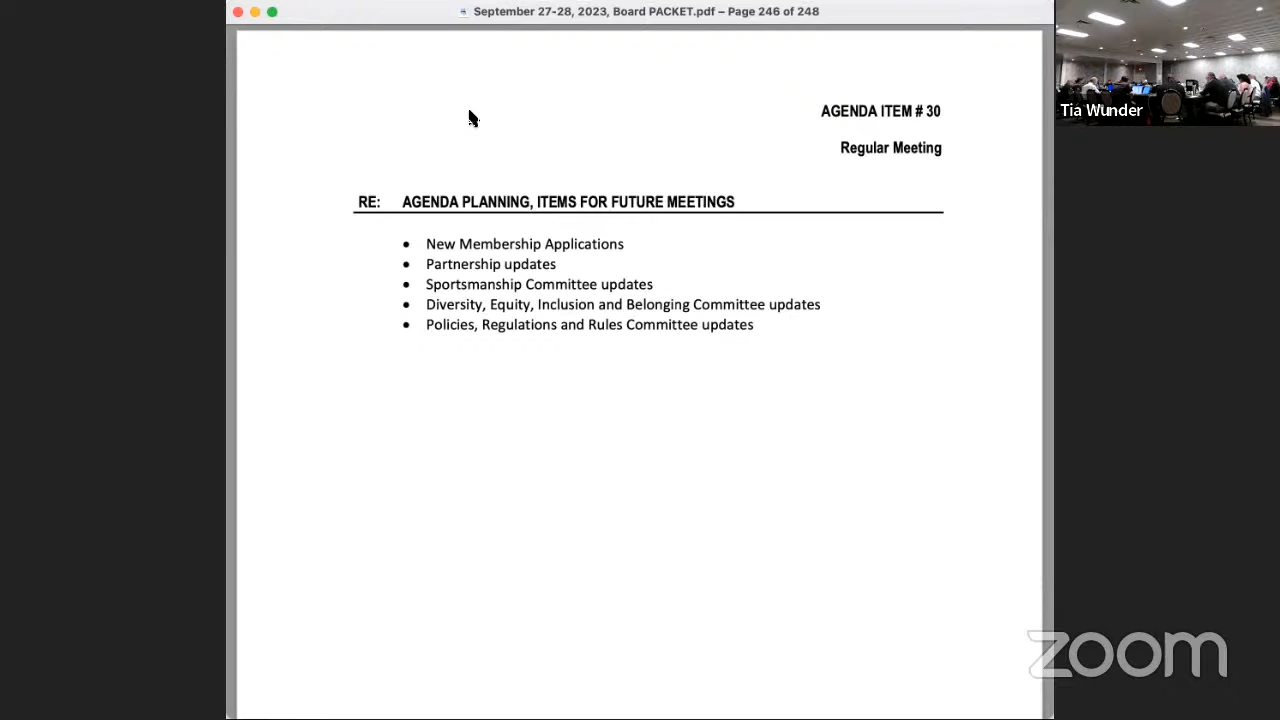 September 27-28, 2023, Board PACKET.pdf – Page 246 of 248
Tia Wunder
AGENDA ITEM # 30
Regular Meeting
RE: AGENDA PLANNING, ITEMS FOR FUTURE MEETINGS
• New Membership Applications
• Partnership updates
• Sportsmanship Committee updates
• Diversity, Equity, Inclusion and Belonging Committee updates
• Policies, Regulations and Rules Committee updates
zoom